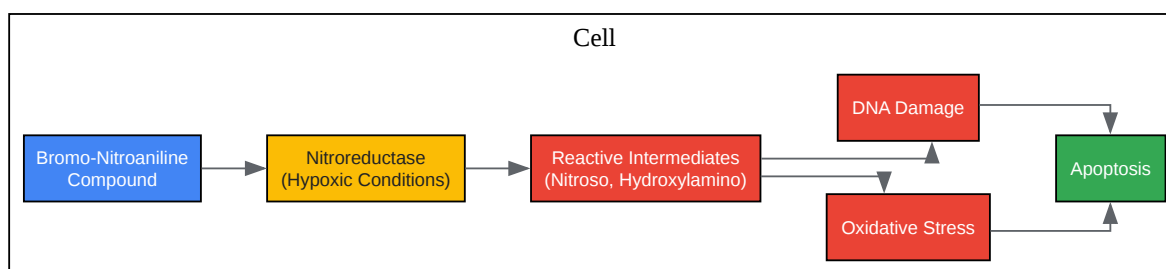 Cell
Bromo-Nitroaniline
Compound
Nitroreductase
(Hypoxic Conditions)
Reactive Intermediates
(Nitroso, Hydroxylamino)
DNA Damage
Oxidative Stress
Apoptosis